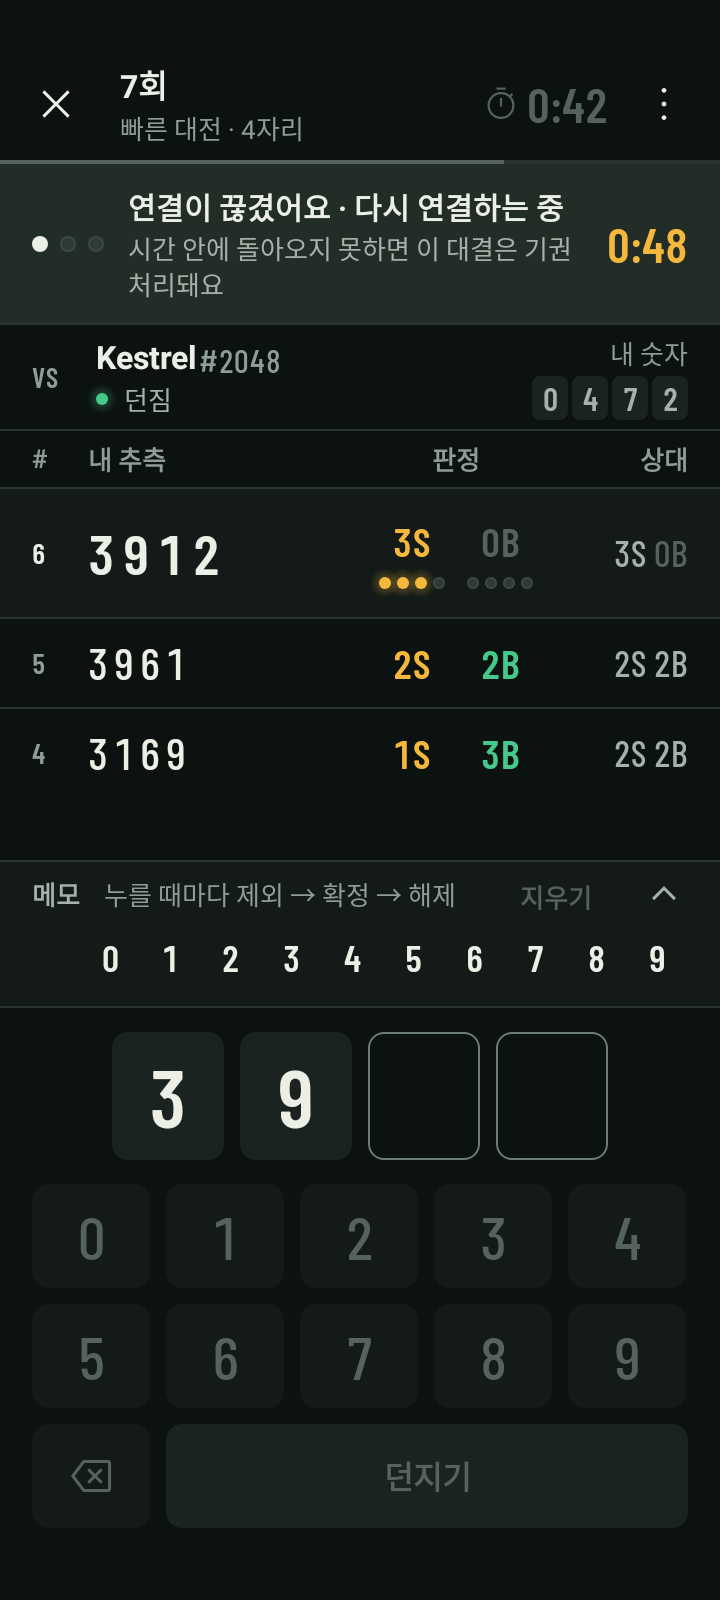 7회
빠른 대전 · 4자리
0:42
연결이 끊겼어요 · 다시 연결하는 중
시간 안에 돌아오지 못하면 이 대결은 기권
처리돼요
0:48
VS
Kestrel #2048
던짐
내 숫자
0 4 7 2
# 내 추측 판정 상대
6 3912 3S 0B 3S 0B
5 3961 2S 2B 2S 2B
4 3169 1S 3B 2S 2B
메모 누를 때마다 제외 → 확정 → 해제 지우기
0 1 2 3 4 5 6 7 8 9
3 9
0 1 2 3 4
5 6 7 8 9
던지기